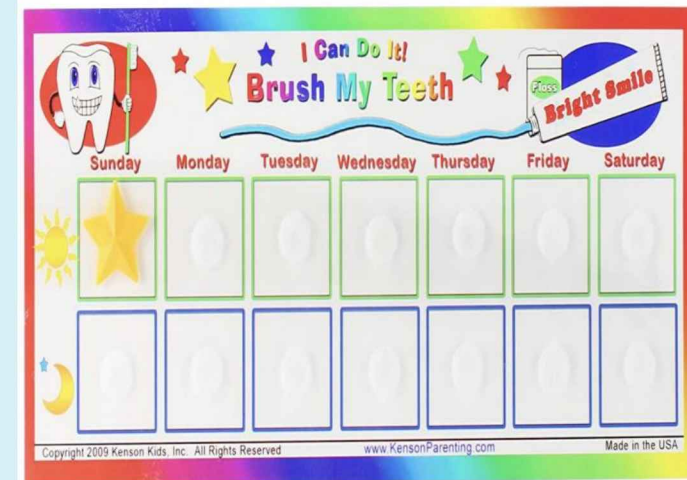 I Can Do It!
Brush My Teeth
Floss
Bright Smile
Sunday Monday Tuesday Wednesday Thursday Friday Saturday
Copyright 2009 Kenson Kids, Inc. All Rights Reserved www.KensonParenting.com Made in the USA